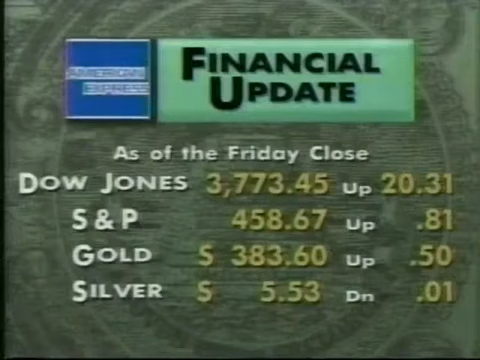 AMERICAN
EXPRESS
FINANCIAL
UPDATE
As of the Friday Close
DOW JONES 3,773.45 Up 20.31
S & P 458.67 Up .81
GOLD $ 383.60 Up .50
SILVER $ 5.53 Dn .01